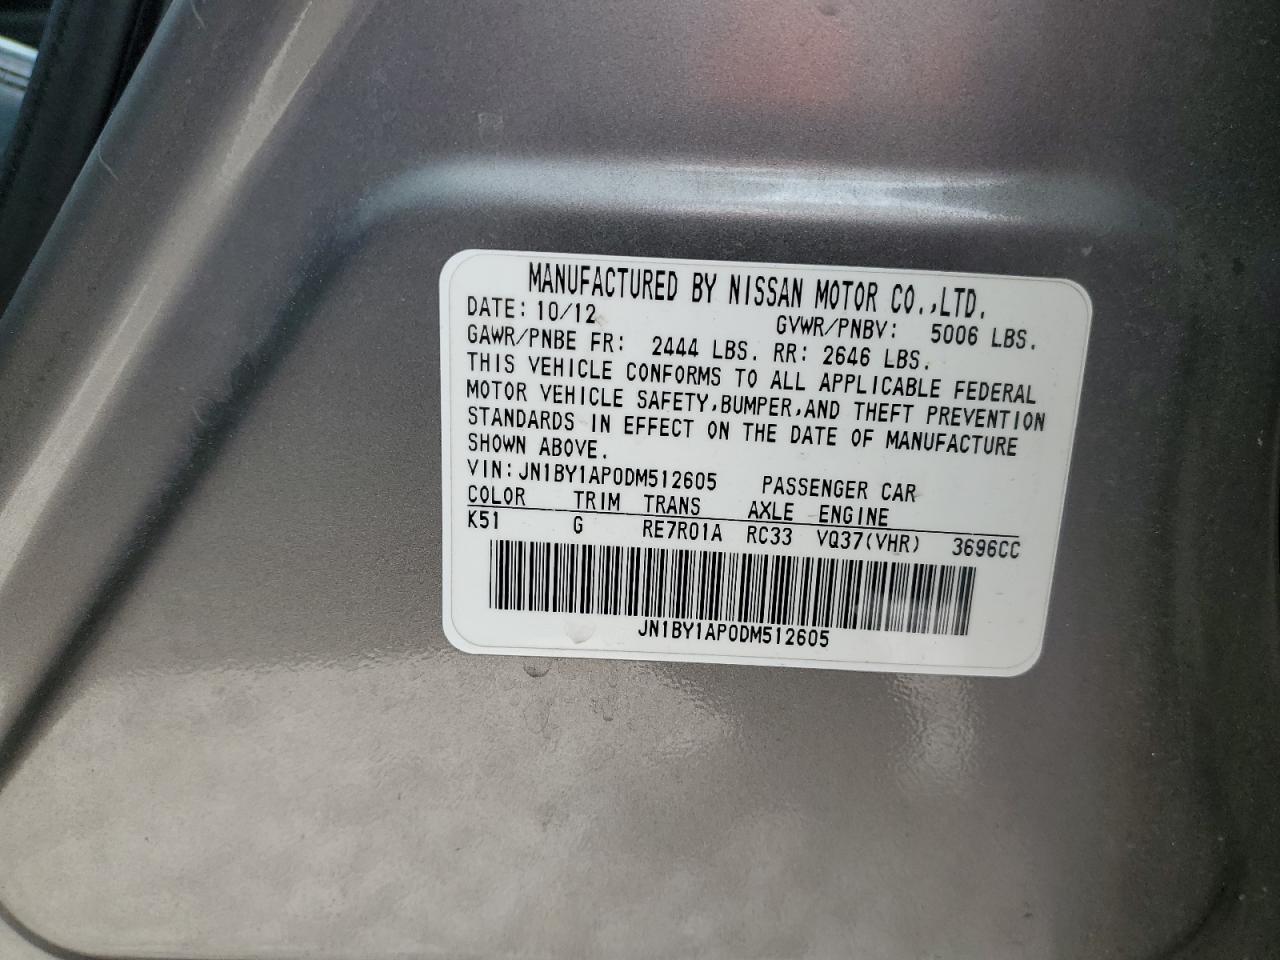 MANUFACTURED BY NISSAN MOTOR CO.,LTD.
DATE: 10/12 GVWR/PNBV: 5006 LBS.
GAWR/PNBE FR: 2444 LBS. RR: 2646 LBS.
THIS VEHICLE CONFORMS TO ALL APPLICABLE FEDERAL
MOTOR VEHICLE SAFETY,BUMPER,AND THEFT PREVENTION
STANDARDS IN EFFECT ON THE DATE OF MANUFACTURE
SHOWN ABOVE.
VIN:JN1BY1AP0DM512605 PASSENGER CAR
COLOR TRIM TRANS AXLE ENGINE
K51 G RE7R01A RC33 VQ37(VHR) 3696CC
JN1BY1AP0DM512605